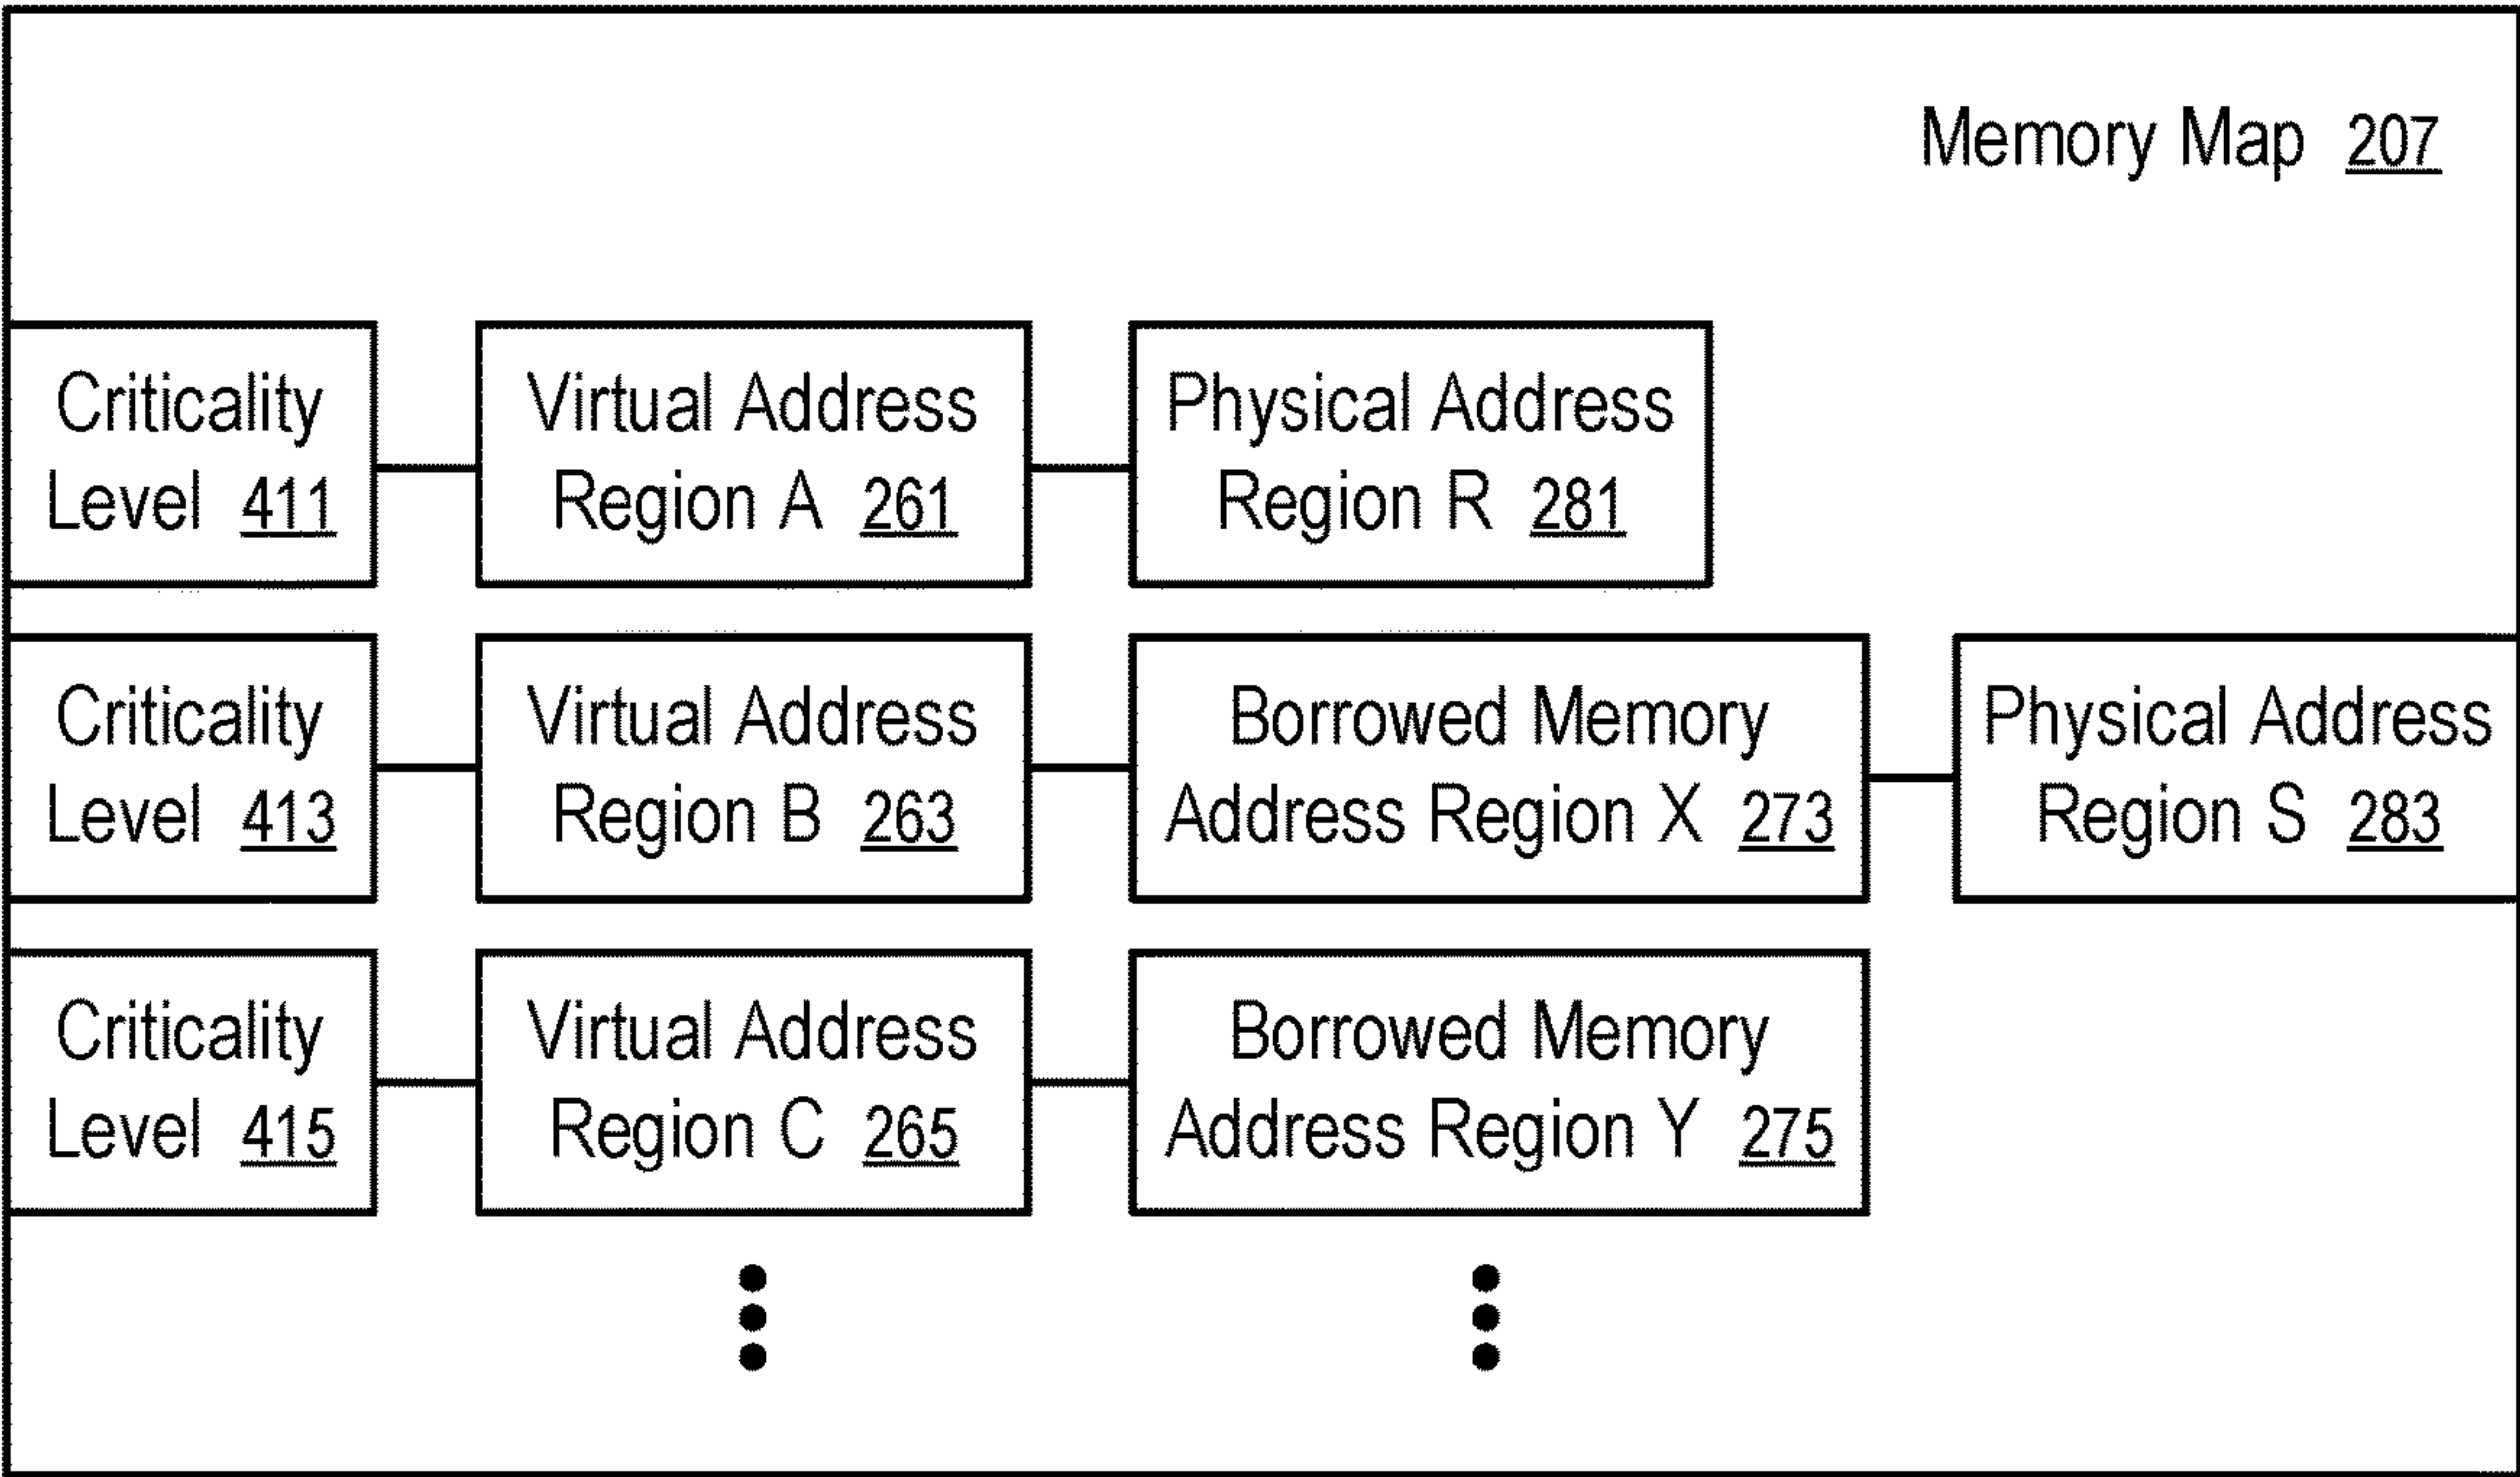 Memory Map 207
Criticality
Level 411
Virtual Address
Region A 261
Physical Address
Region R 281
Criticality
Level 413
Virtual Address
Region B 263
Borrowed Memory
Address Region X 273
Physical Address
Region S 283
Criticality
Level 415
Virtual Address
Region C 265
Borrowed Memory
Address Region Y 275